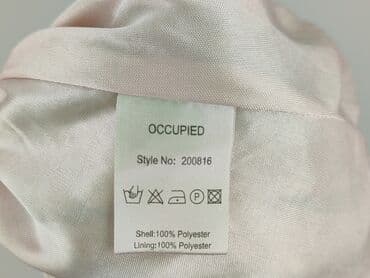 OCCUPIED
Style No: 200816
Shell:100% Polyester
Lining:100% Polyester